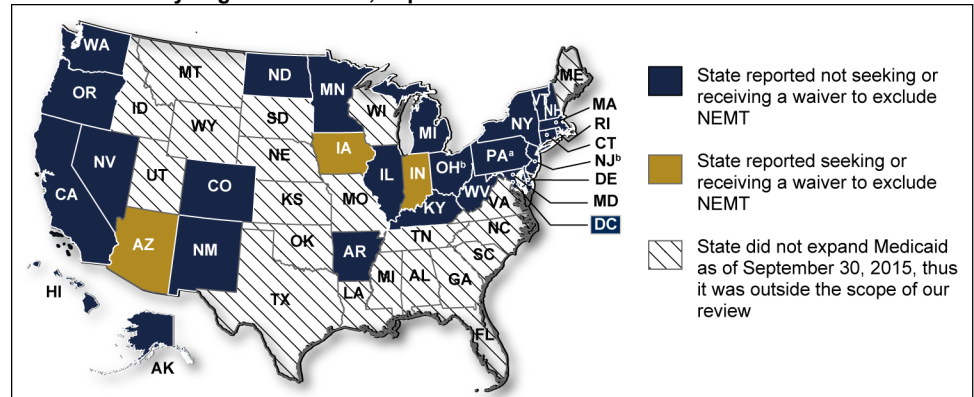 WA
OR
CA
NV
ID
MT
WY
UT
AZ
CO
NM
ND
SD
NE
KS
OK
TX
MN
IA
MO
AR
LA
WI
IL
MI
IN
OHᵇ
KY
TN
MI
AL
GA
FL
SC
NC
VA
WV
PAᵃ
NY
VT
NH
ME
MA
RI
CT
NJᵇ
DE
MD
DC
HI
AK
State reported not seeking or
receiving a waiver to exclude
NEMT
State reported seeking or
receiving a waiver to exclude
NEMT
State did not expand Medicaid
as of September 30, 2015, thus
it was outside the scope of our
review